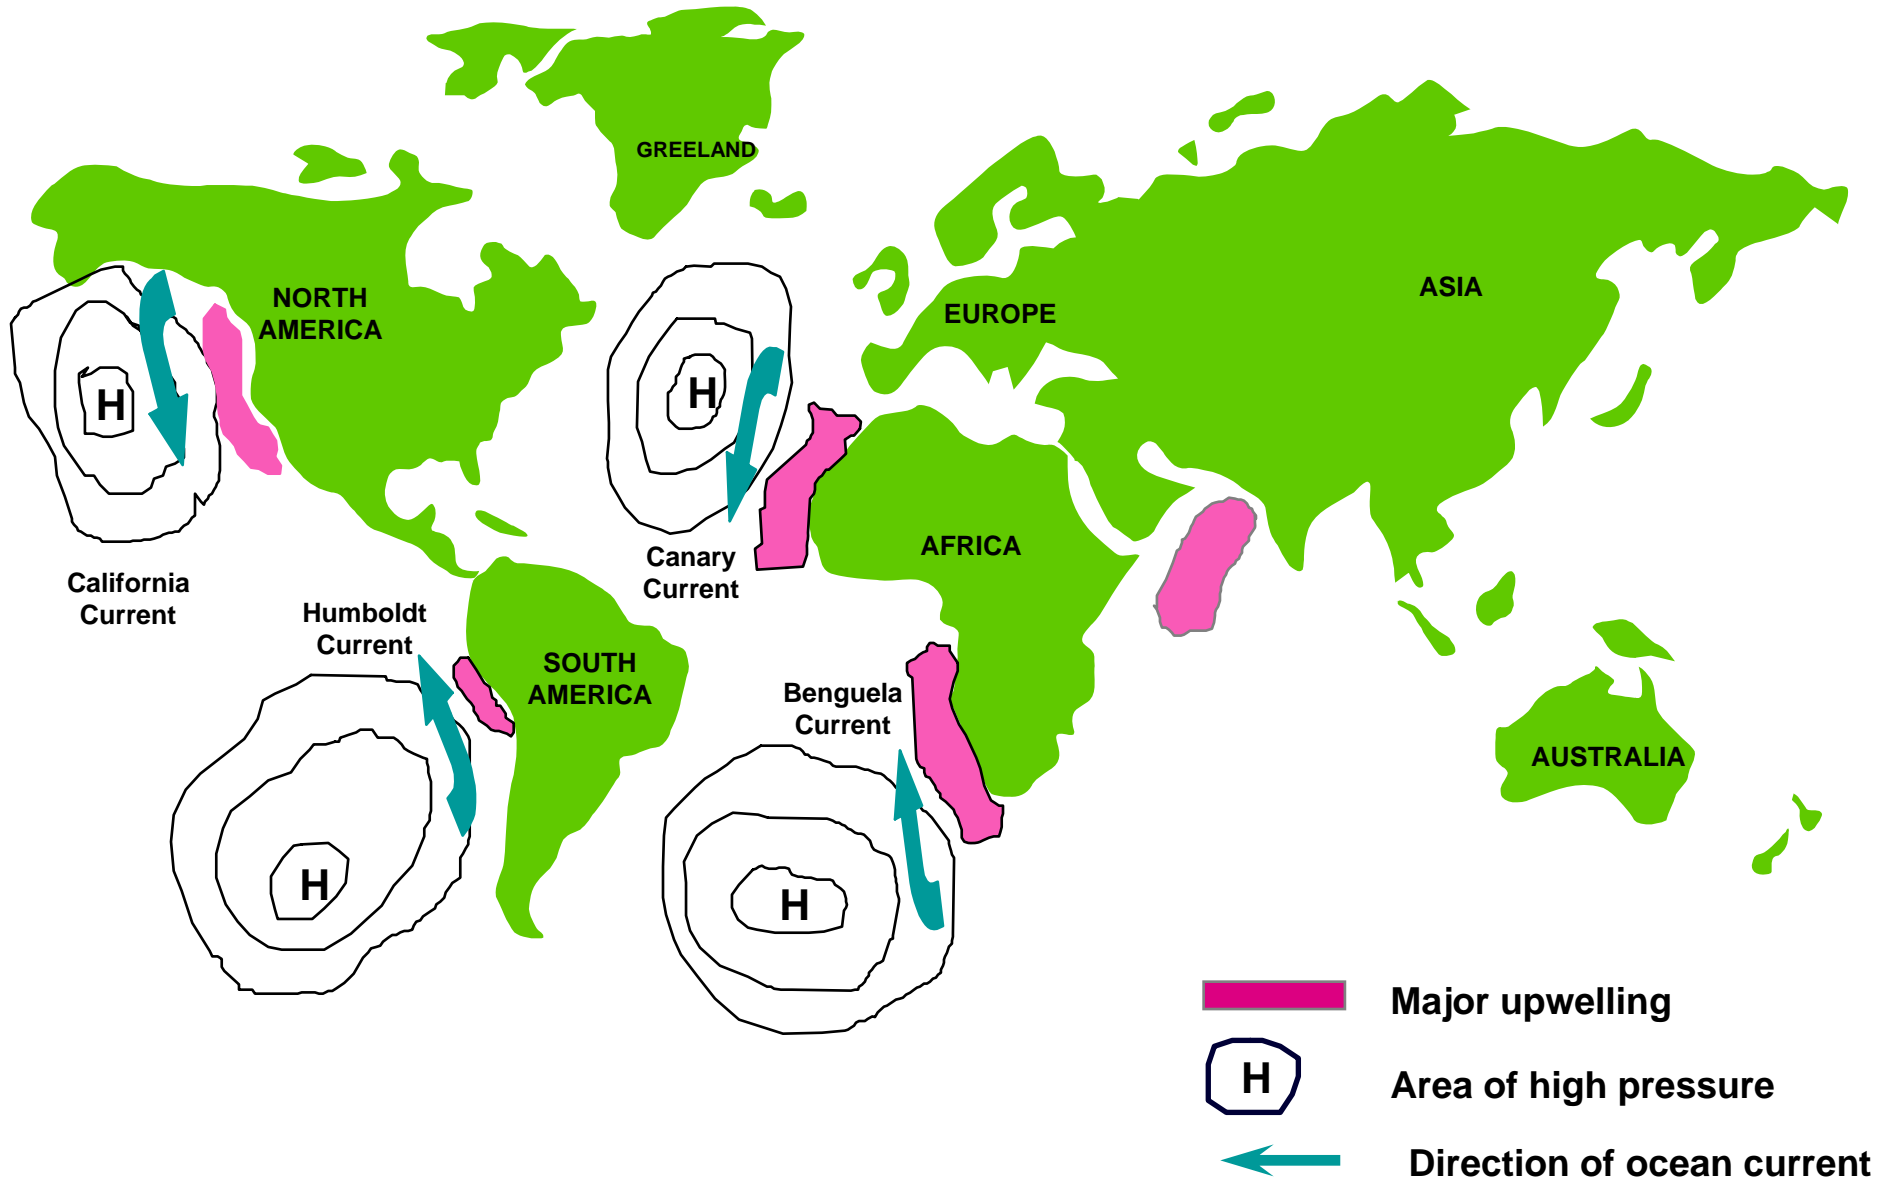 GREELAND
NORTH
AMERICA
H
H
EUROPE
ASIA
AFRICA
Canary
Current
California
Current
Humboldt
Current
SOUTH
AMERICA
Benguela
Current
AUSTRALIA
H
H
Major upwelling
H
Area of high pressure
Direction of ocean current